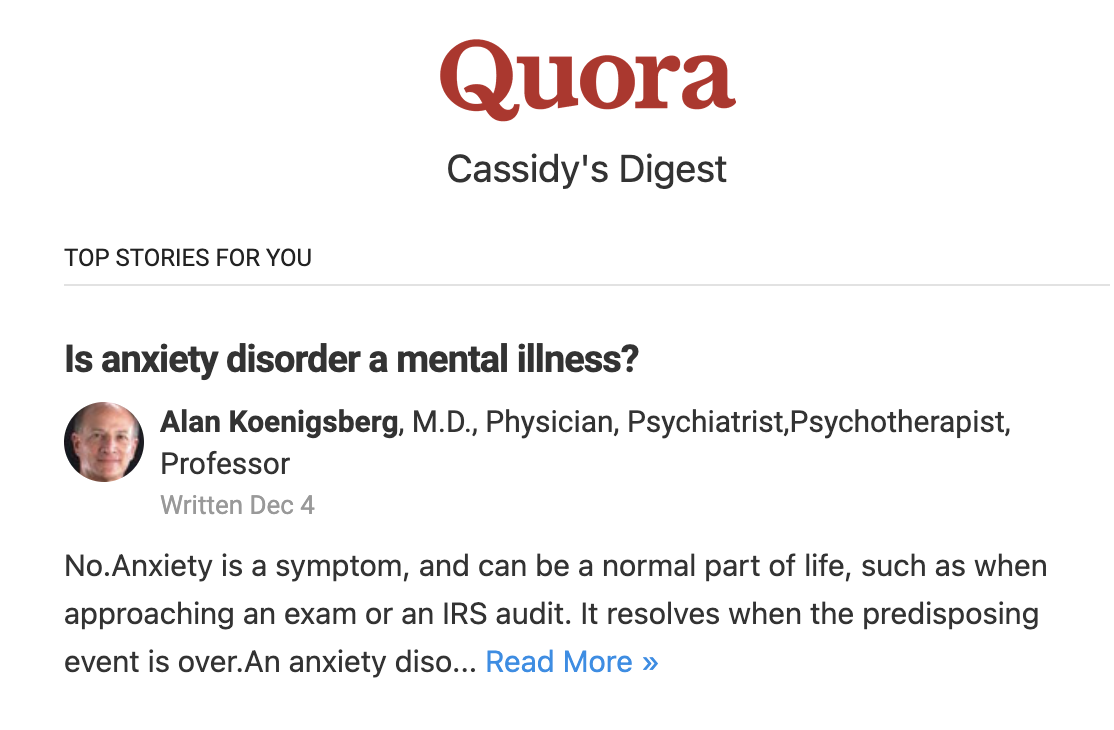 Quora
Cassidy's Digest
TOP STORIES FOR YOU
Is anxiety disorder a mental illness?
Alan Koenigsberg, M.D., Physician, Psychiatrist,Psychotherapist,
Professor
Written Dec 4
No.Anxiety is a symptom, and can be a normal part of life, such as when
approaching an exam or an IRS audit. It resolves when the predisposing
event is over.An anxiety diso... Read More »